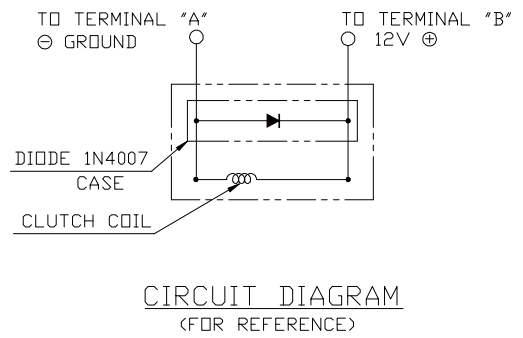 TO TERMINAL "A"
⊖ GROUND
TO TERMINAL "B"
12V ⊕
DIODE 1N4007
CASE
CLUTCH COIL
CIRCUIT DIAGRAM
(FOR REFERENCE)